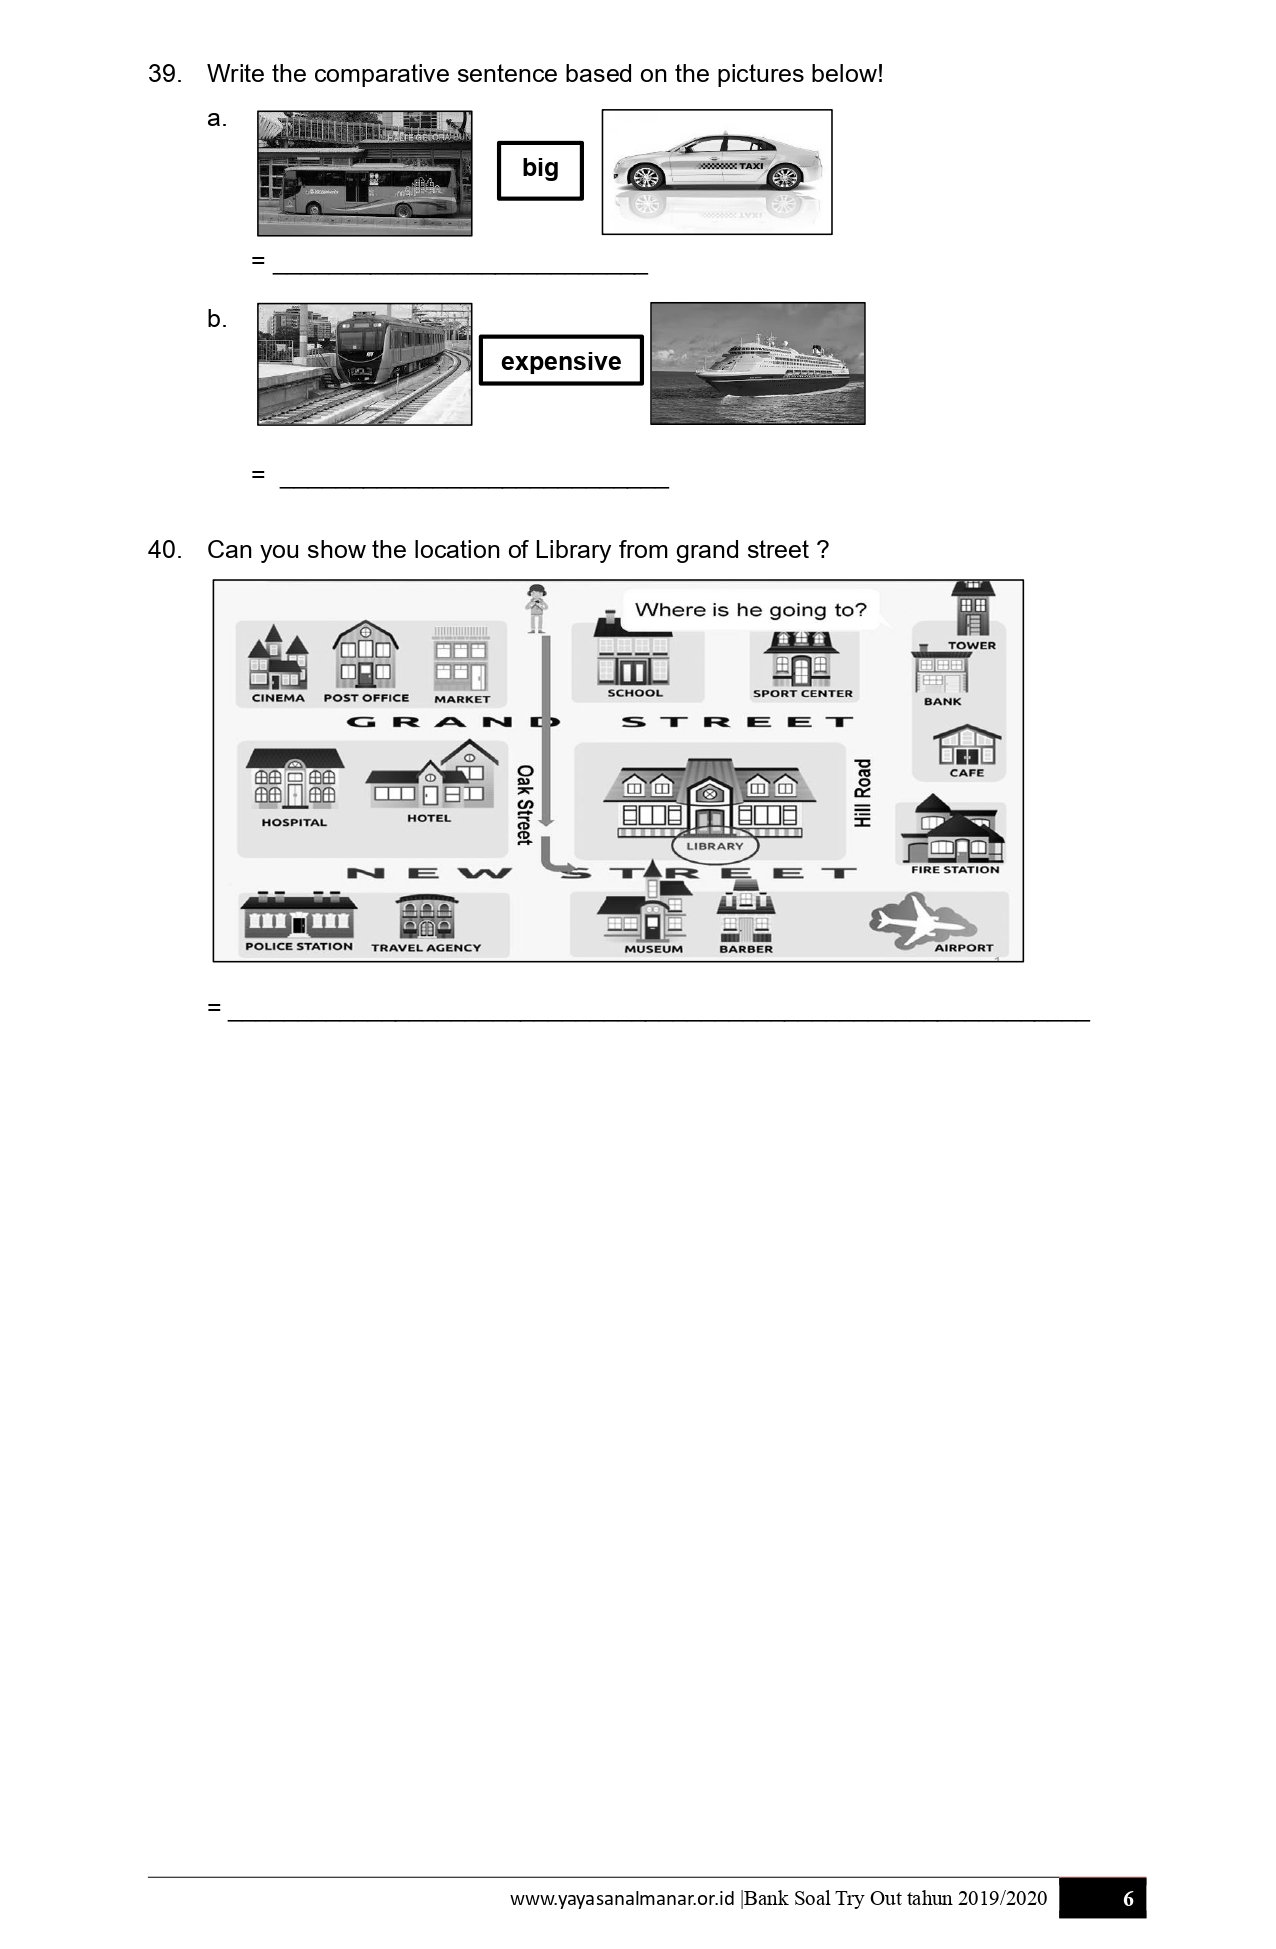 39. Write the comparative sentence based on the pictures below!
a.
big
TAXI
= ___________________________
b.
expensive
= ____________________________
40. Can you show the location of Library from grand street ?
Where is he going to?
TOWER
CINEMA POST OFFICE MARKET SCHOOL SPORT CENTER BANK
GRAND STREET
CAFE
HOSPITAL HOTEL Oak Street LIBRARY Hill Road
FIRE STATION
NEW STREET
POLICE STATION TRAVEL AGENCY MUSEUM BARBER AIRPORT
= ______________________________________________________________
www.yayasanalmanar.or.id |Bank Soal Try Out tahun 2019/2020 6